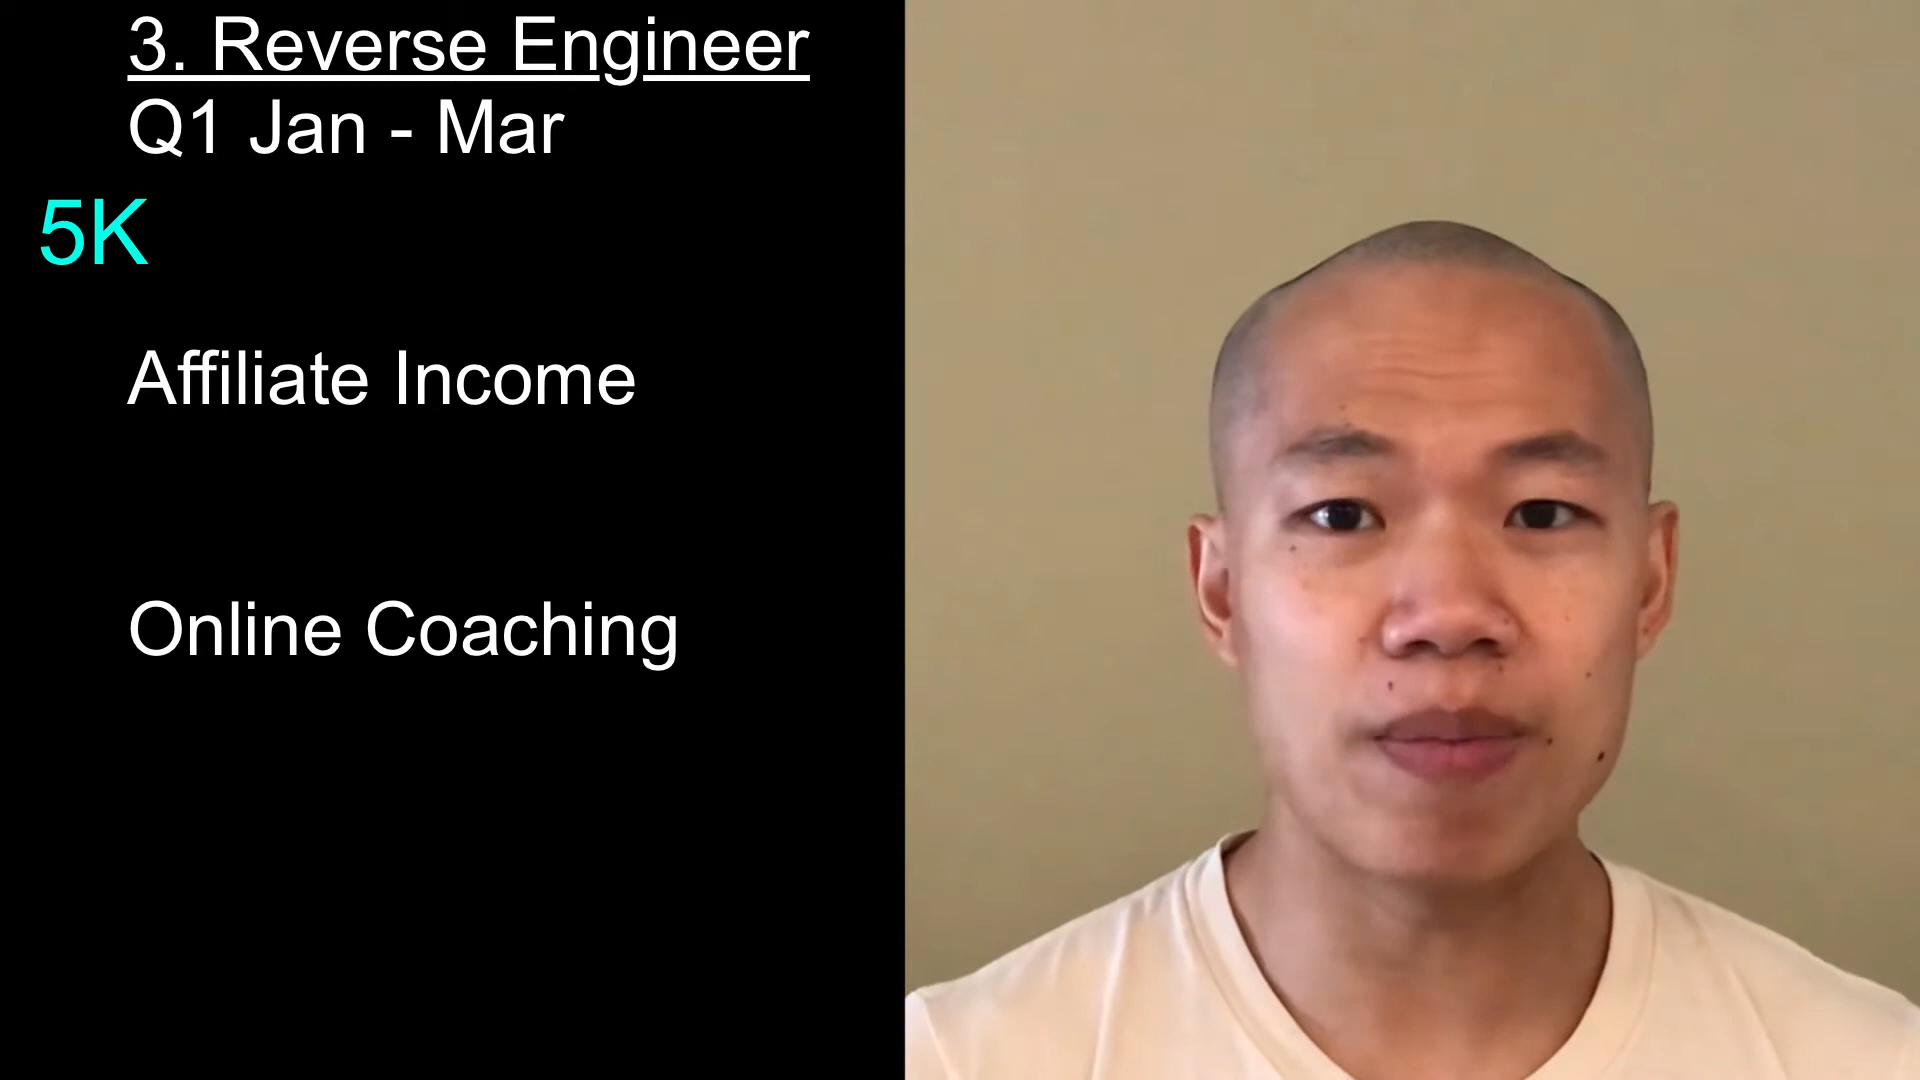 3. Reverse Engineer
Q1 Jan - Mar
5K
Affiliate Income
Online Coaching